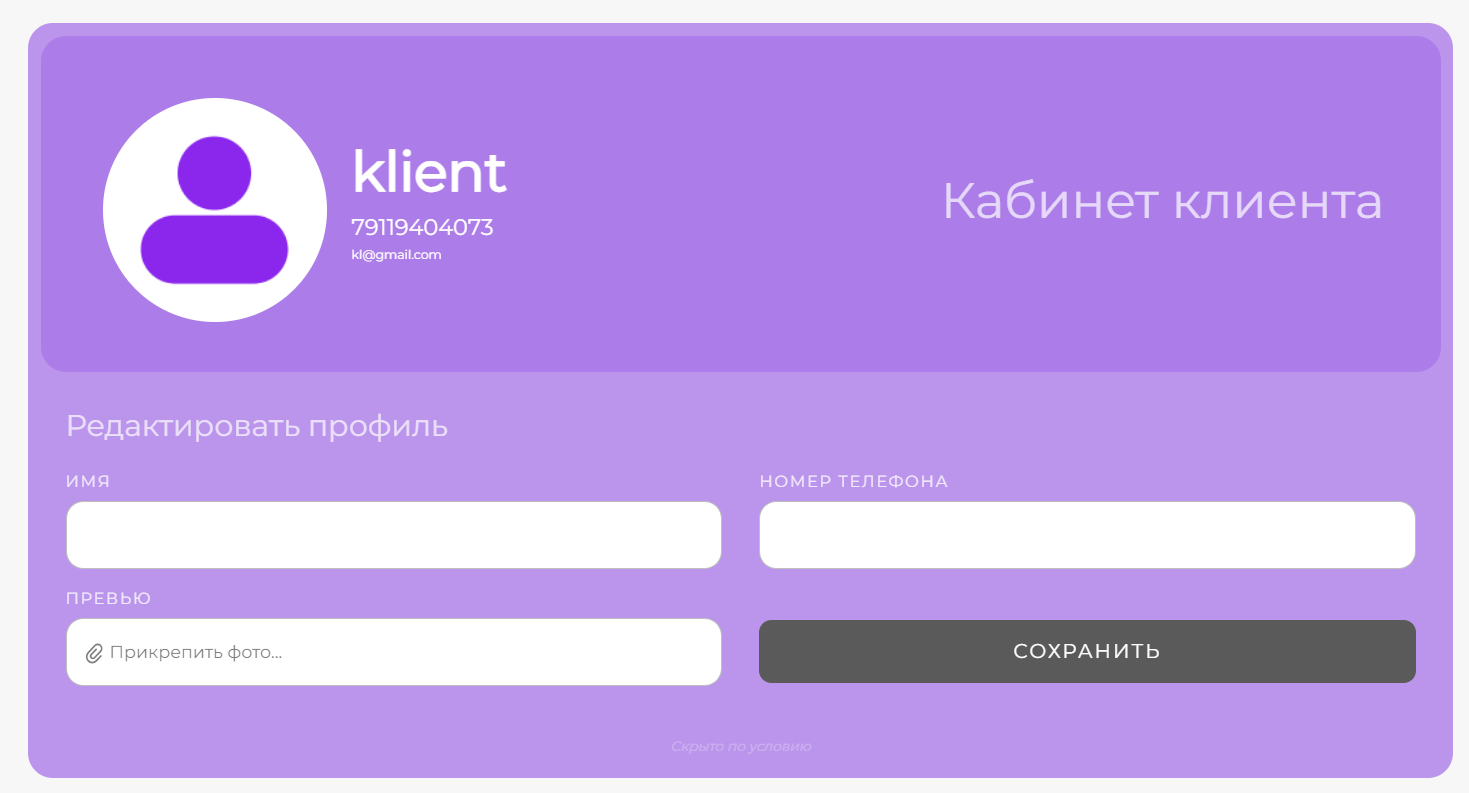 klient
79119404073
kl@gmail.com
Кабинет клиента
Редактировать профиль
ИМЯ
НОМЕР ТЕЛЕФОНА
ПРЕВЬЮ
Прикрепить фото...
СОХРАНИТЬ
Скрыто по условию